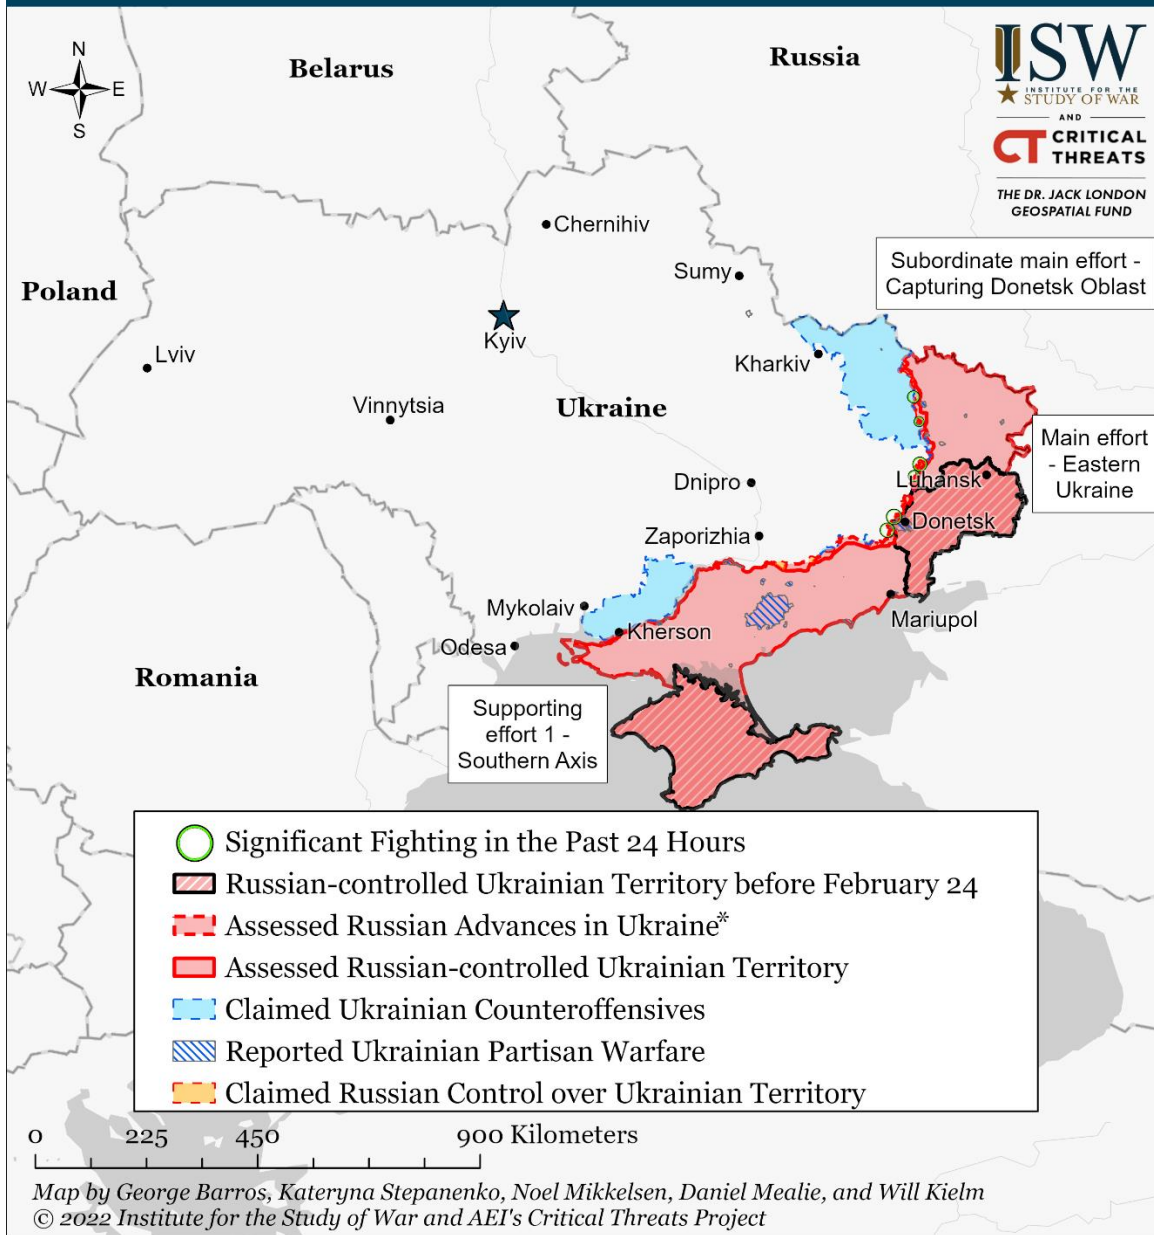 N
W
E
S
Belarus
Russia
ISW
INSTITUTE FOR THE
STUDY OF WAR
AND
CT CRITICAL
THREATS
THE DR. JACK LONDON
GEOSPATIAL FUND
Chernihiv
Sumy
Subordinate main effort -
Capturing Donetsk Oblast
Poland
Kyiv
Lviv
Kharkiv
Vinnytsia
Ukraine
Main effort
- Eastern
Ukraine
Dnipro
Luhansk
Donetsk
Zaporizhia
Mykolaiv
Mariupol
Kherson
Odesa
Romania
Supporting
effort 1 -
Southern Axis
Significant Fighting in the Past 24 Hours
Russian-controlled Ukrainian Territory before February 24
Assessed Russian Advances in Ukraine*
Assessed Russian-controlled Ukrainian Territory
Claimed Ukrainian Counteroffensives
Reported Ukrainian Partisan Warfare
Claimed Russian Control over Ukrainian Territory
0 225 450 900 Kilometers
Map by George Barros, Kateryna Stepanenko, Noel Mikkelsen, Daniel Mealie, and Will Kielm
© 2022 Institute for the Study of War and AEI's Critical Threats Project